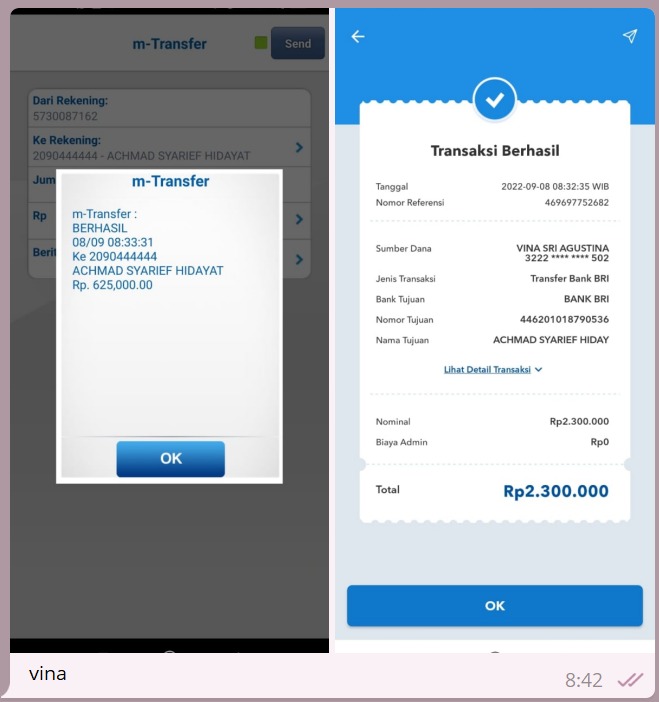 m-Transfer
Send
Dari Rekening:
5730087162
Ke Rekening:
2090444444 - ACHMAD SYARIEF HIDAYAT
Jum
Rp
Berit
m-Transfer
m-Transfer :
BERHASIL
08/09 08:33:31
Ke 2090444444
ACHMAD SYARIEF HIDAYAT
Rp. 625,000.00
OK
Transaksi Berhasil
Tanggal 2022-09-08 08:32:35 WIB
Nomor Referensi 469697752682
Sumber Dana VINA SRI AGUSTINA
3222 **** **** 502
Jenis Transaksi Transfer Bank BRI
Bank Tujuan BANK BRI
Nomor Tujuan 446201018790536
Nama Tujuan ACHMAD SYARIEF HIDAY
Lihat Detail Transaksi
Nominal Rp2.300.000
Biaya Admin Rp0
Total Rp2.300.000
OK
vina
8:42